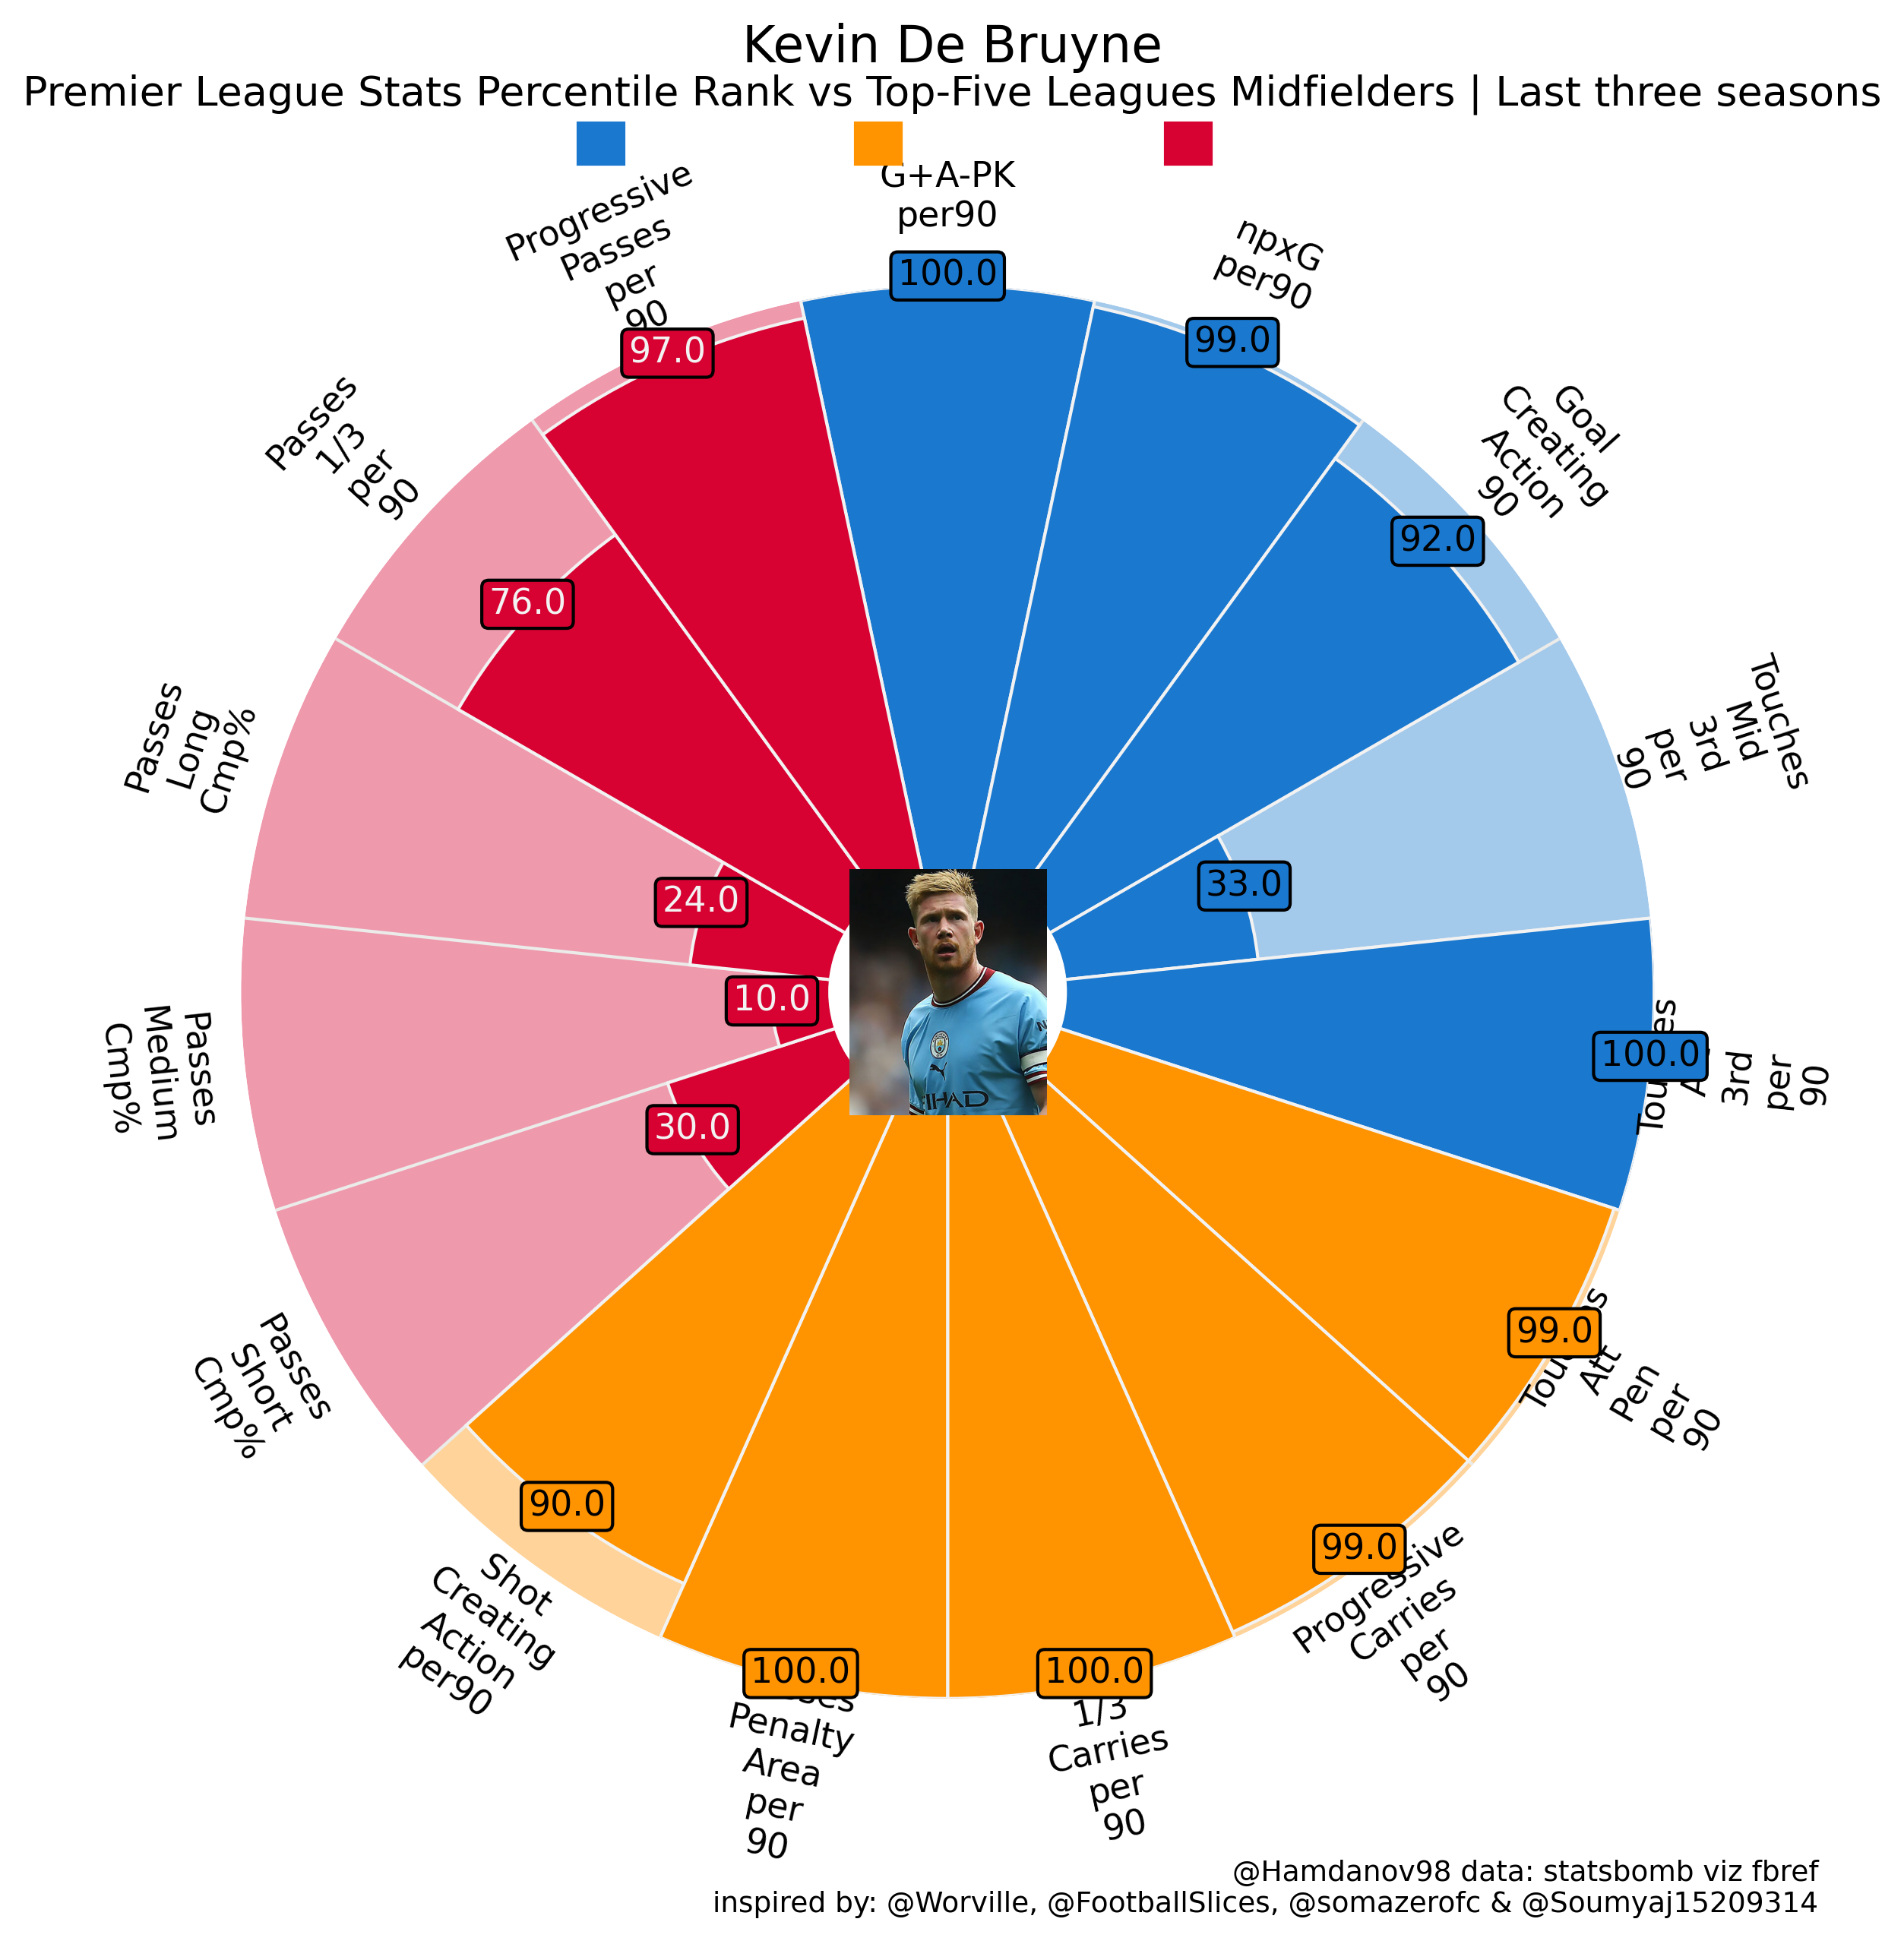 Kevin De Bruyne
Premier League Stats Percentile Rank vs Top-Five Leagues Midfielders | Last three seasons
G+A-PK
per90
100.0
npxG
per90
99.0
Goal
Creating
Action
90
92.0
Touches
Mid
3rd
per
90
33.0
100.0
3rd
per
90
99.0
Att
Pen
per
90
99.0
Progressive
Carries
per
90
100.0
1/3
Carries
per
90
100.0
Penalty
Area
per
90
90.0
Shot
Creating
Action
per90
30.0
Passes
Short
Cmp%
10.0
Passes
Medium
Cmp%
24.0
Passes
Long
Cmp%
76.0
Passes
1/3
per
90
97.0
Progressive
Passes
per
90
@Hamdanov98 data: statsbomb viz fbref
inspired by: @Worville, @FootballSlices, @somazerofc & @Soumyaj15209314